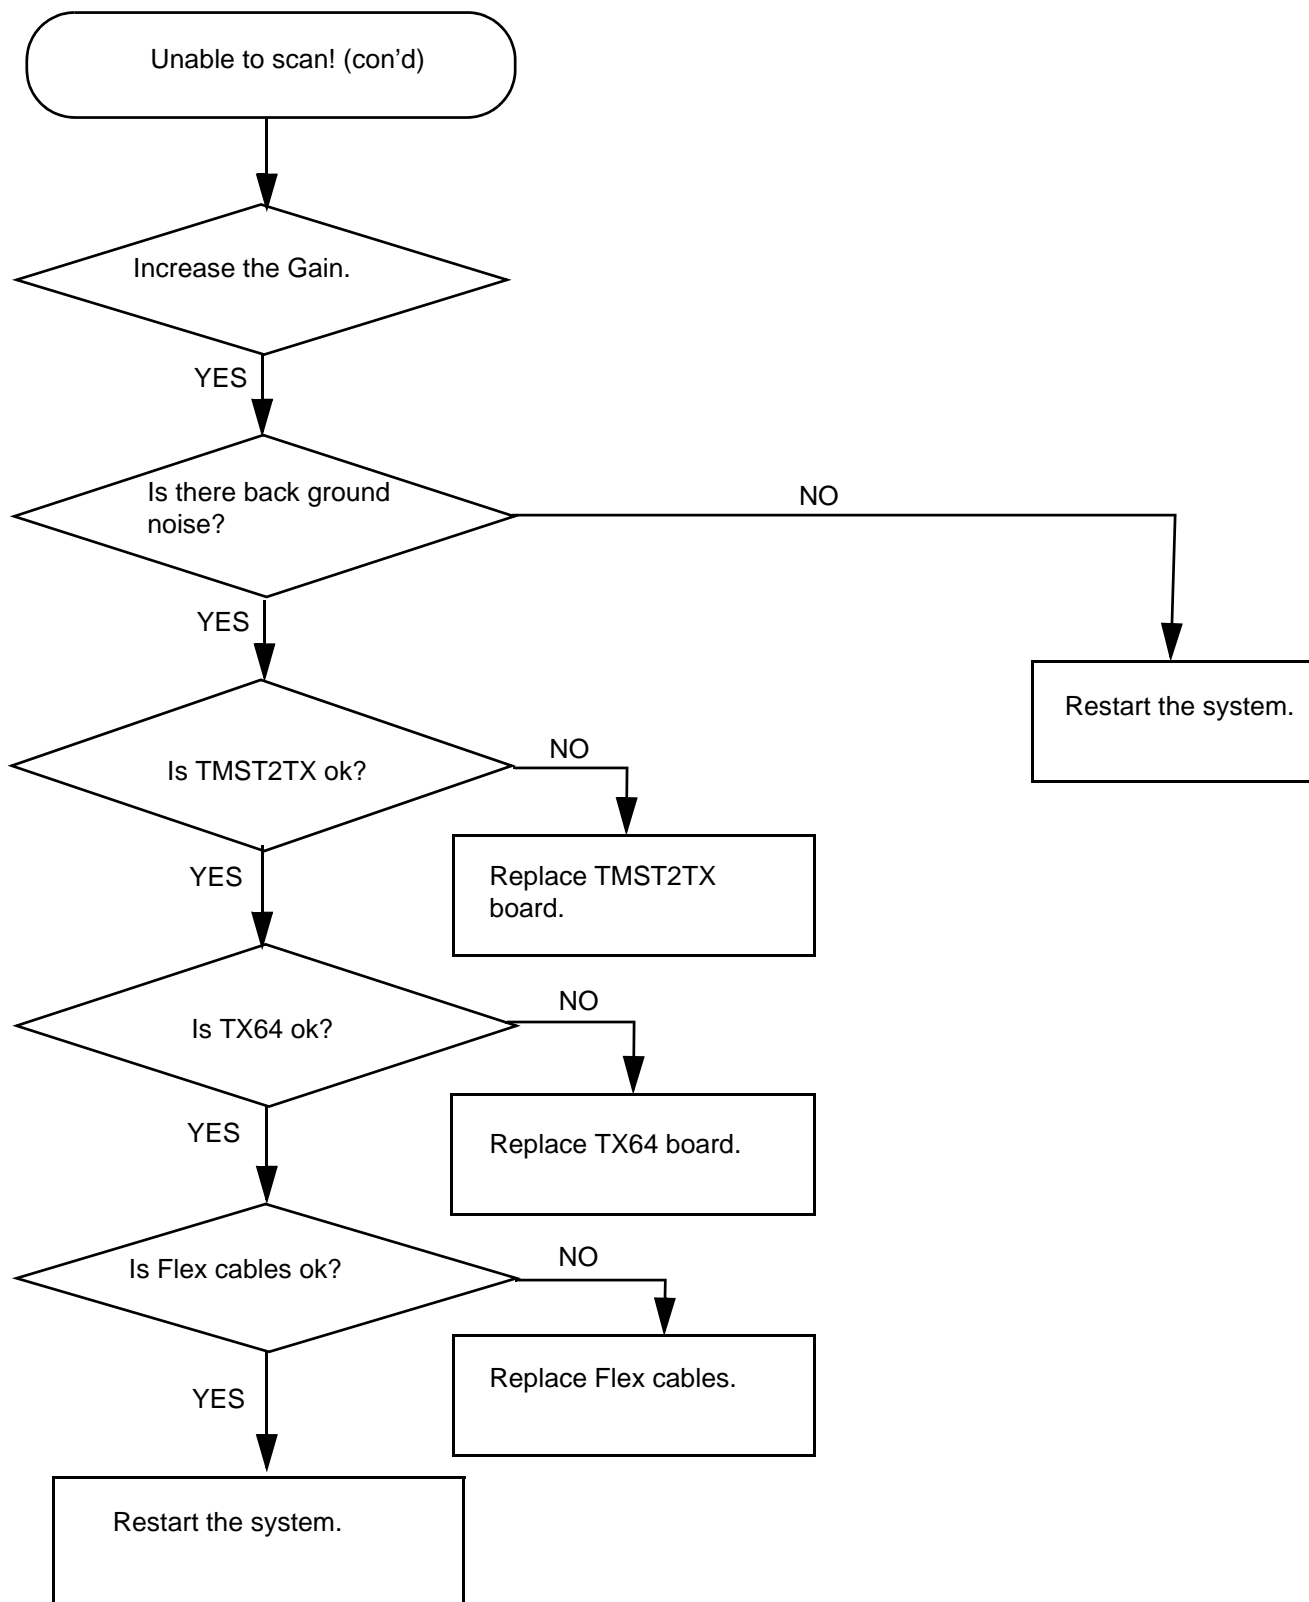 Unable to scan! (con’d)
Increase the Gain.
YES
Is there back ground
noise?
NO
YES
Restart the system.
Is TMST2TX ok?
NO
YES
Replace TMST2TX
board.
Is TX64 ok?
NO
YES
Replace TX64 board.
Is Flex cables ok?
NO
YES
Replace Flex cables.
Restart the system.